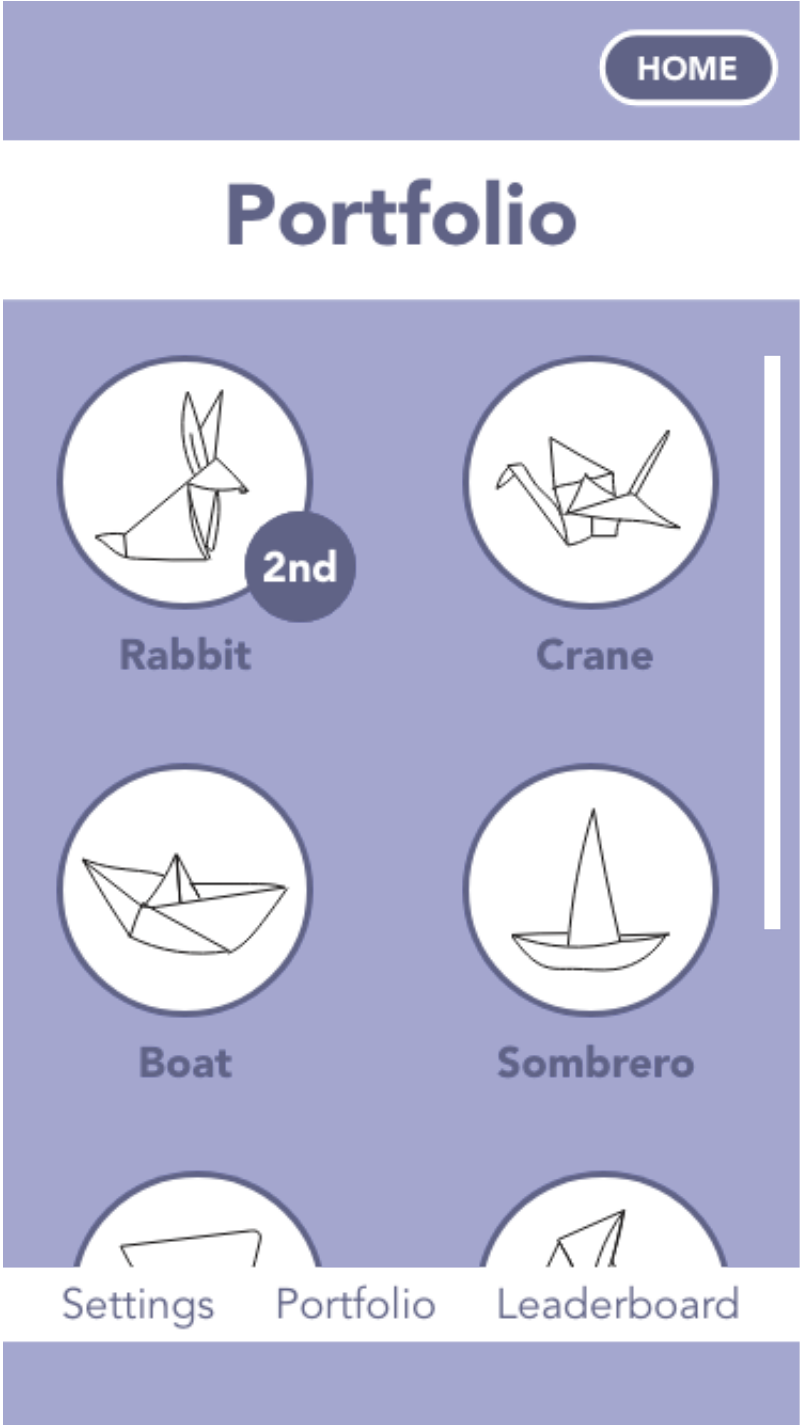 HOME
Portfolio
2nd
Rabbit
Crane
Boat
Sombrero
Settings
Portfolio
Leaderboard